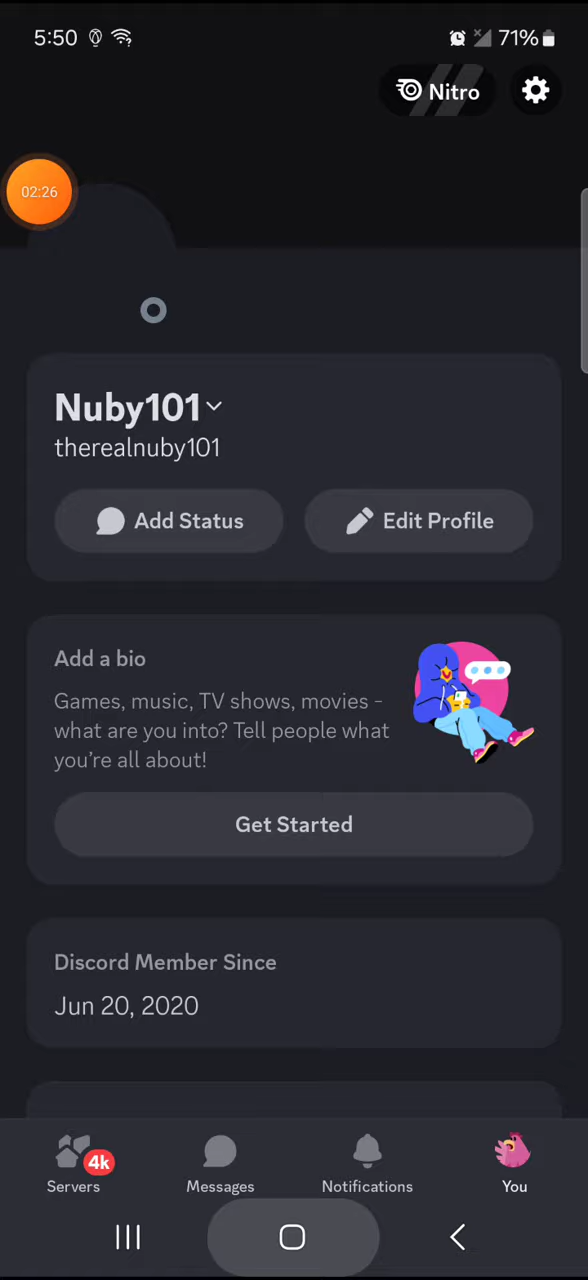 5:50
71%
Nitro
02:26
Nuby101
therealnuby101
Add Status
Edit Profile
Add a bio
Games, music, TV shows, movies -
what are you into? Tell people what
you’re all about!
Get Started
Discord Member Since
Jun 20, 2020
4k
Servers
Messages
Notifications
You